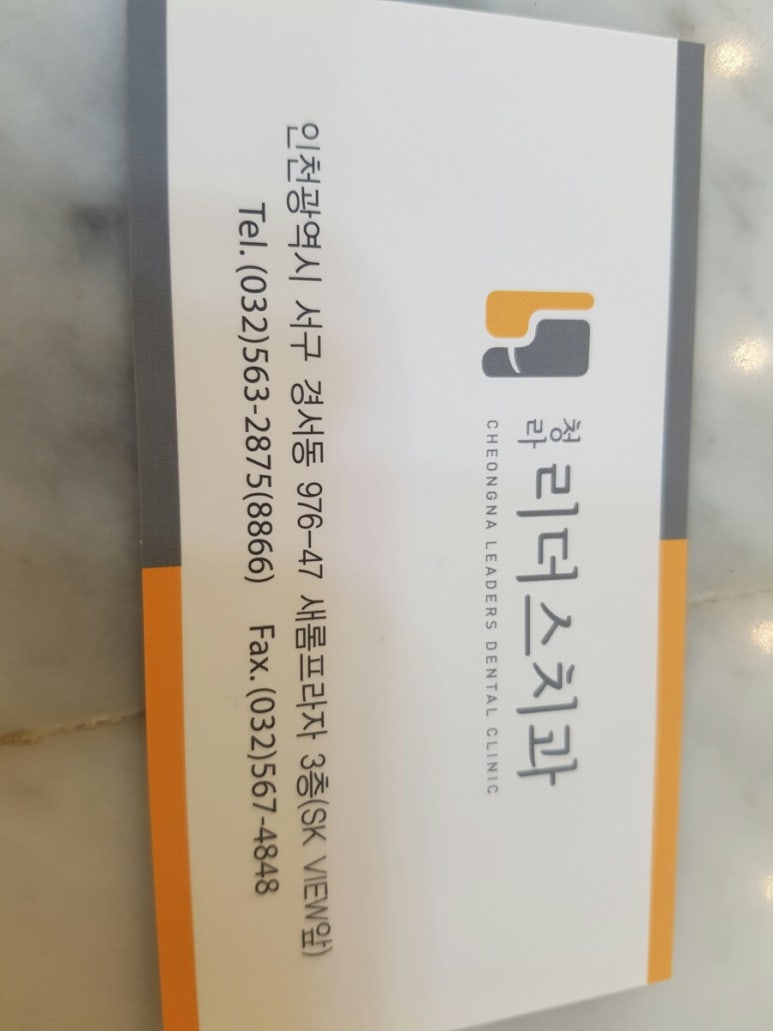 청라 리더스치과
CHEONGNA LEADERS DENTAL CLINIC
인천광역시 서구 경서동 976-47 새롬프라자 3층(SK VIEW앞)
Tel. (032)563-2875(8866) Fax. (032)567-4848